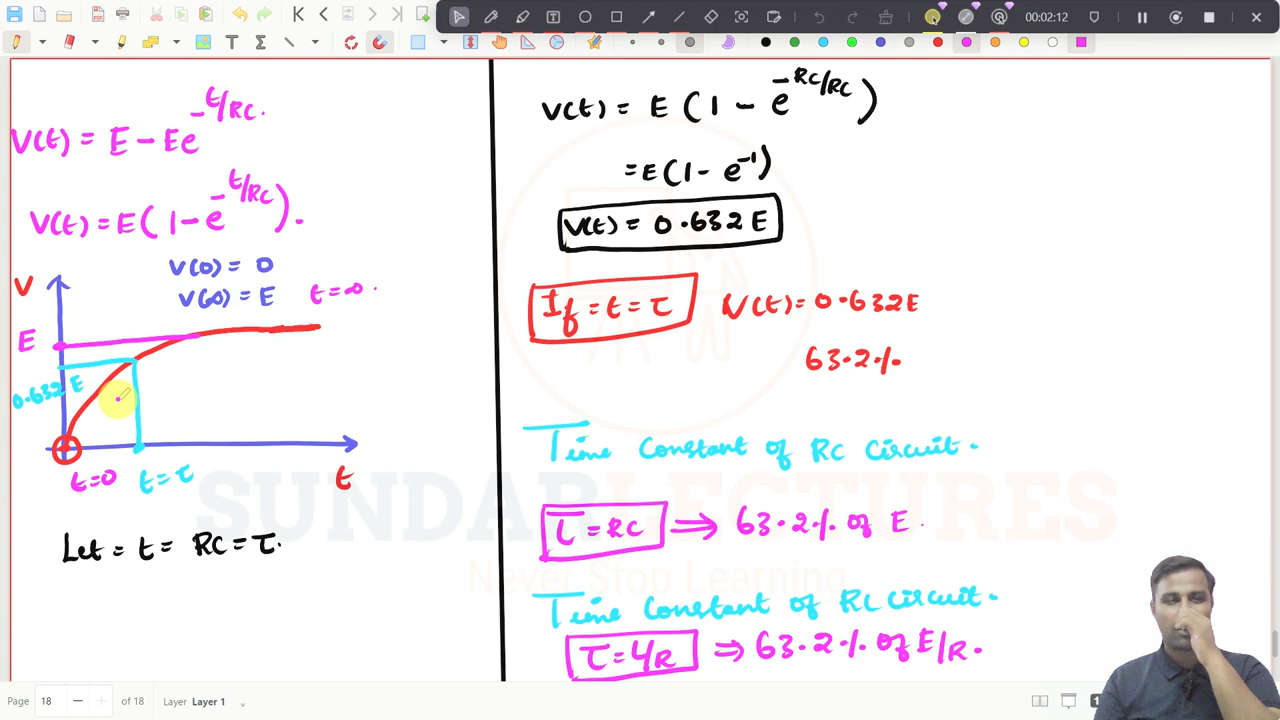 00:02:12
V(t) = E - Ee^-t/RC.
V(t) = E(1 - e^-t/RC).
V(0) = 0
V(∞) = E t=∞.
V
E
0.632 E
t=0 t=τ t
Let = t = RC = τ.
V(t) = E (1 - e^-RC/RC)
= E(1 - e^-1)
V(t) = 0.632 E
If = t = τ V(t) = 0.632E
63.2%
Time Constant of RC Circuit.
τ = RC ⇒ 63.2% of E.
Time Constant of RL Circuit.
τ = L/R ⇒ 63.2% of E/R.
SUNDAR LECTURES
Never Stop Learning
Page 18 of 18 Layer Layer 1